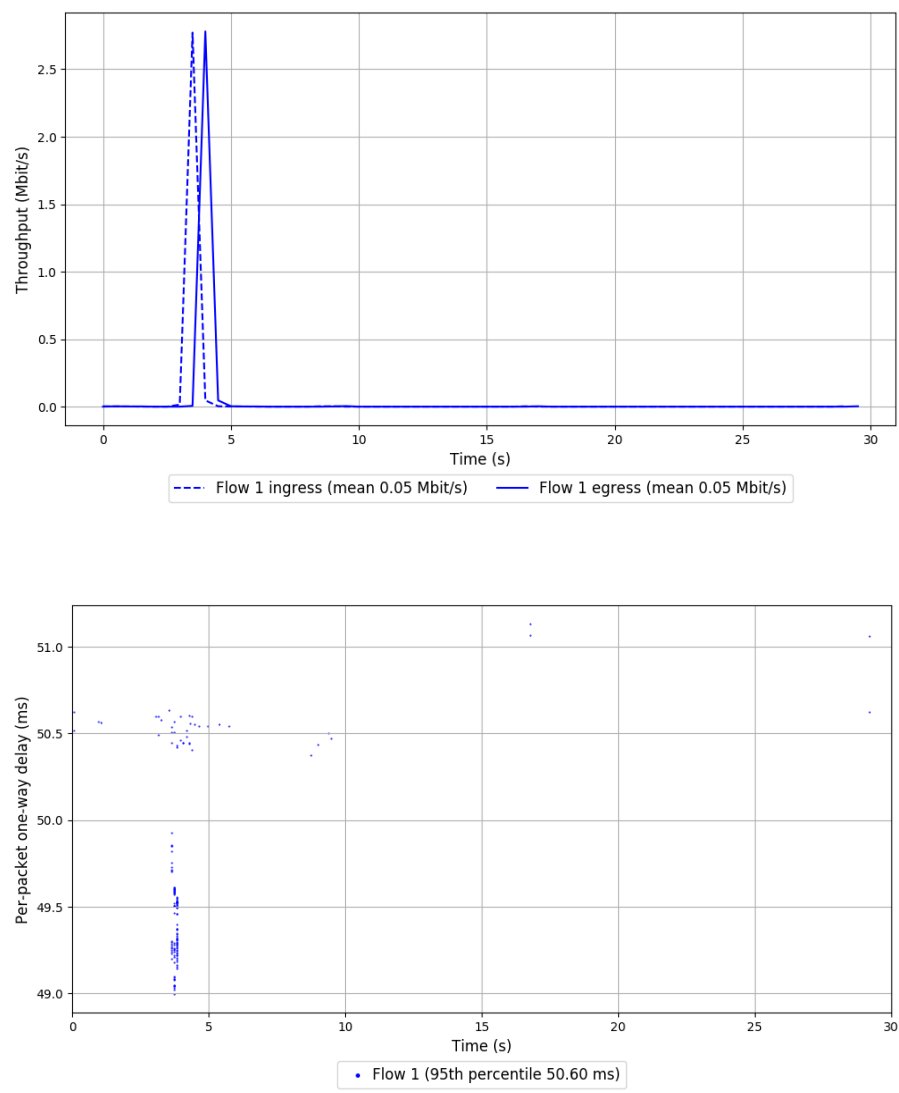 2.5
2.0
1.5
1.0
0.5
0.0
Throughput (Mbit/s)
0 5 10 15 20 25 30
Time (s)
Flow 1 ingress (mean 0.05 Mbit/s) Flow 1 egress (mean 0.05 Mbit/s)
51.0
50.5
50.0
49.5
49.0
Per-packet one-way delay (ms)
0 5 10 15 20 25 30
Time (s)
Flow 1 (95th percentile 50.60 ms)